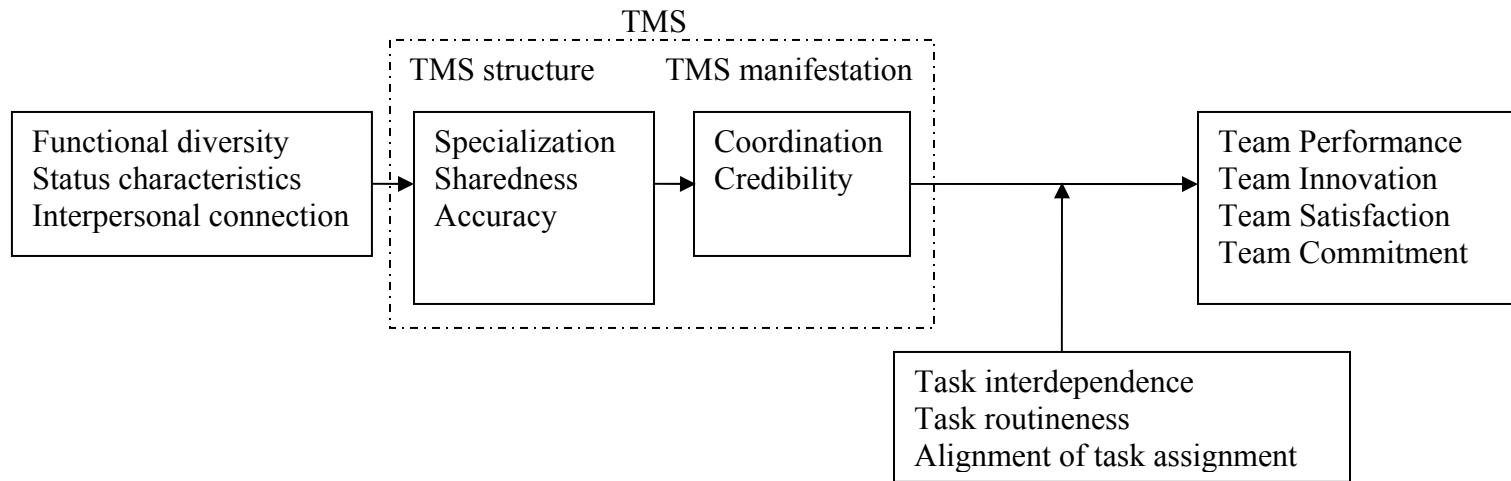 TMS
TMS structure
TMS manifestation
Functional diversity
Status characteristics
Interpersonal connection
Specialization
Sharedness
Accuracy
Coordination
Credibility
Team Performance
Team Innovation
Team Satisfaction
Team Commitment
Task interdependence
Task routineness
Alignment of task assignment